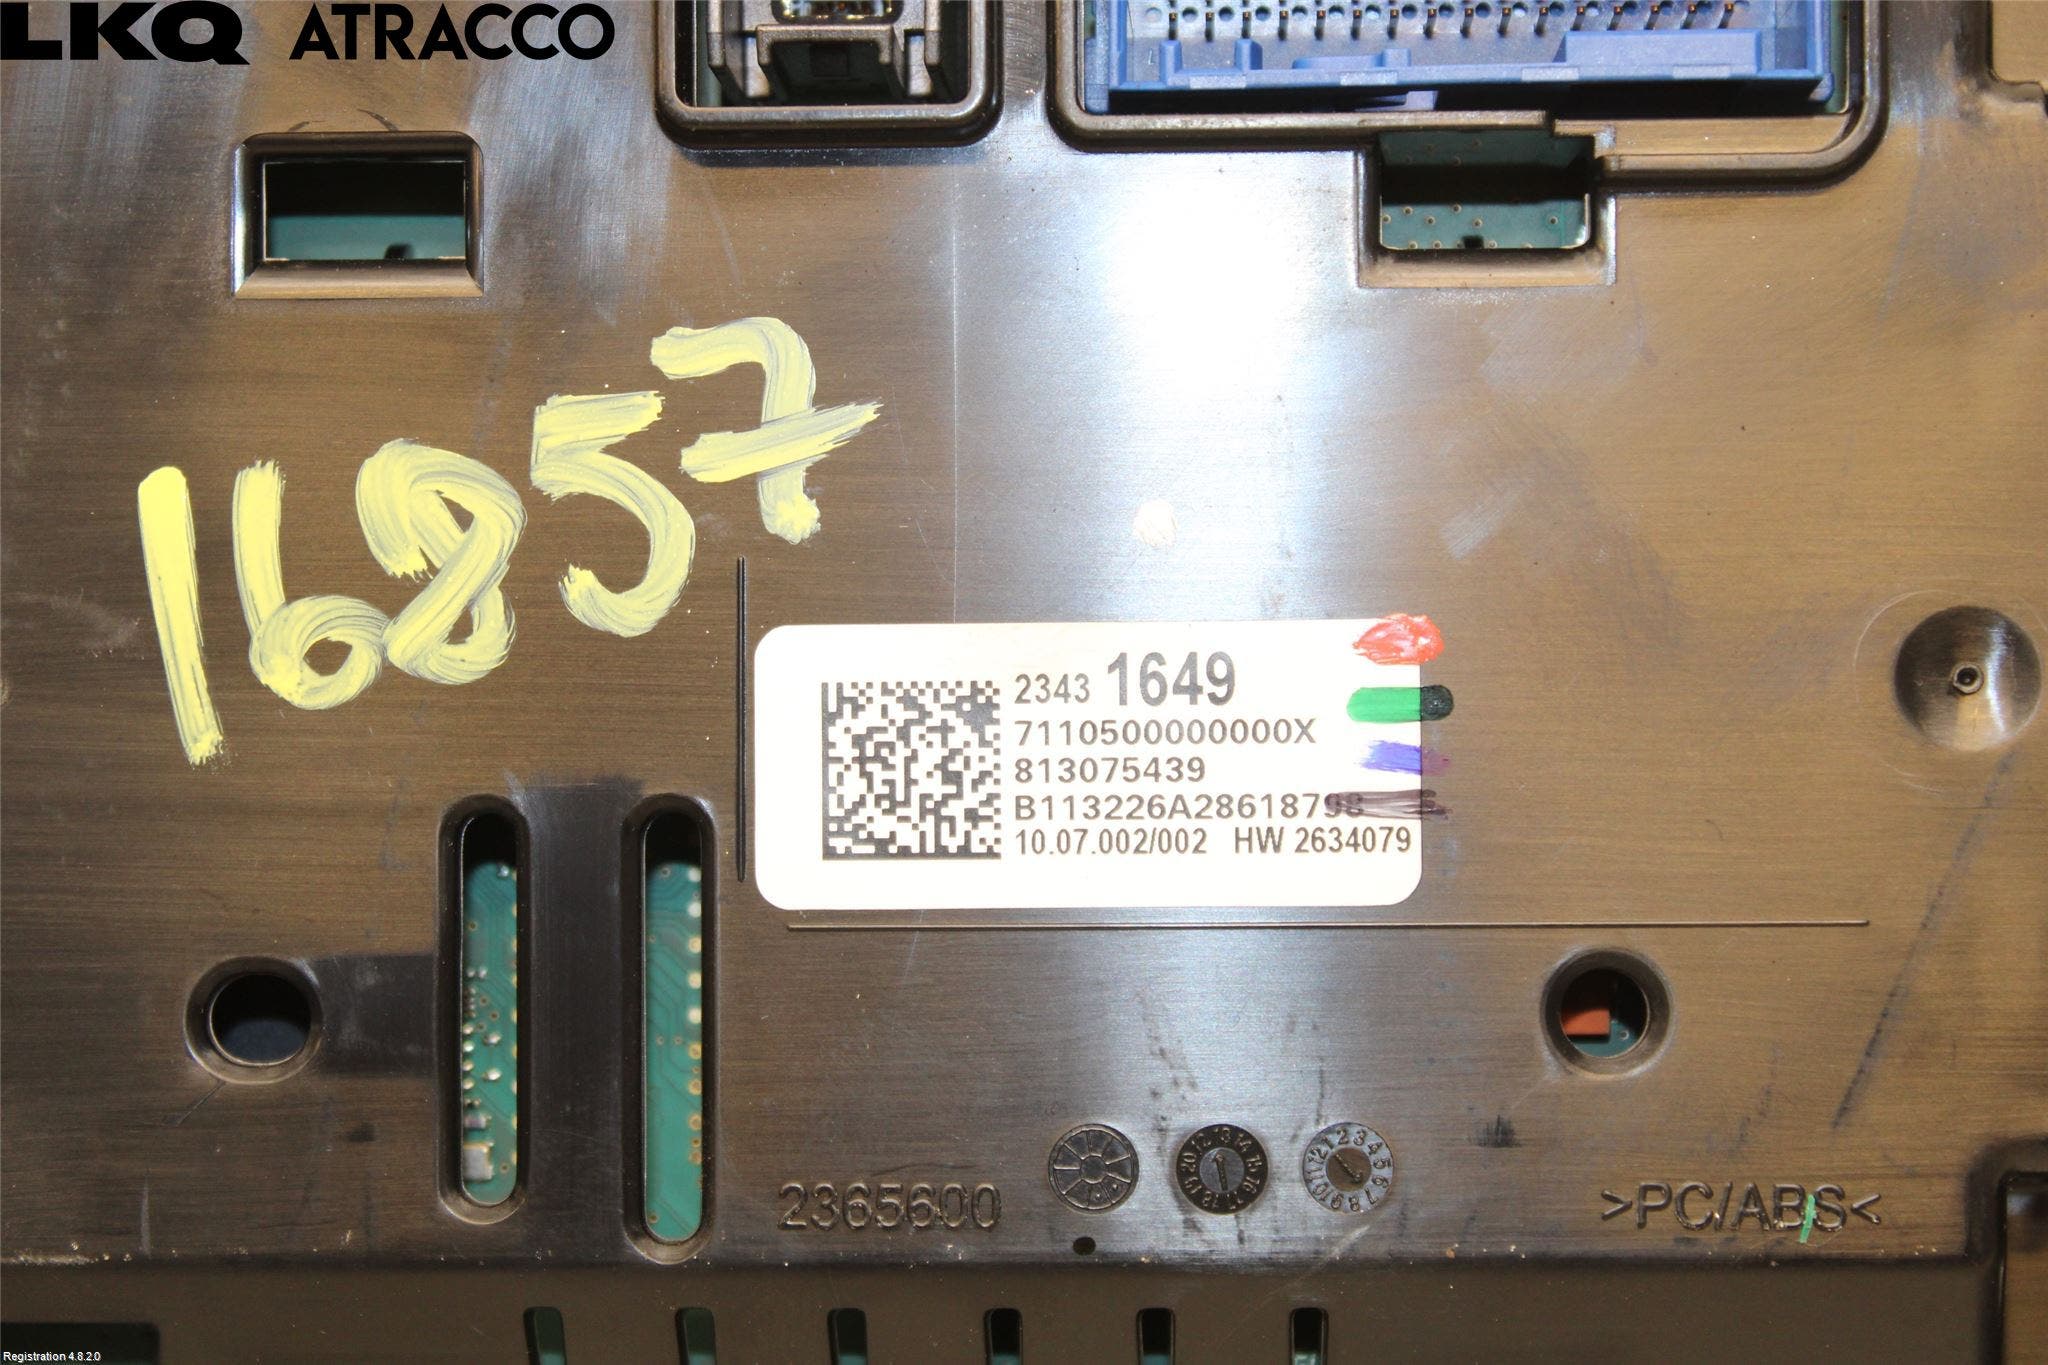 LKQ ATRACCO
16857
2343 1649
7110500000000X
813075439
B113226A28618798
10.07.002/002 HW 2634079
2365600
>PC/ABS<
Registration 4.8.2.0